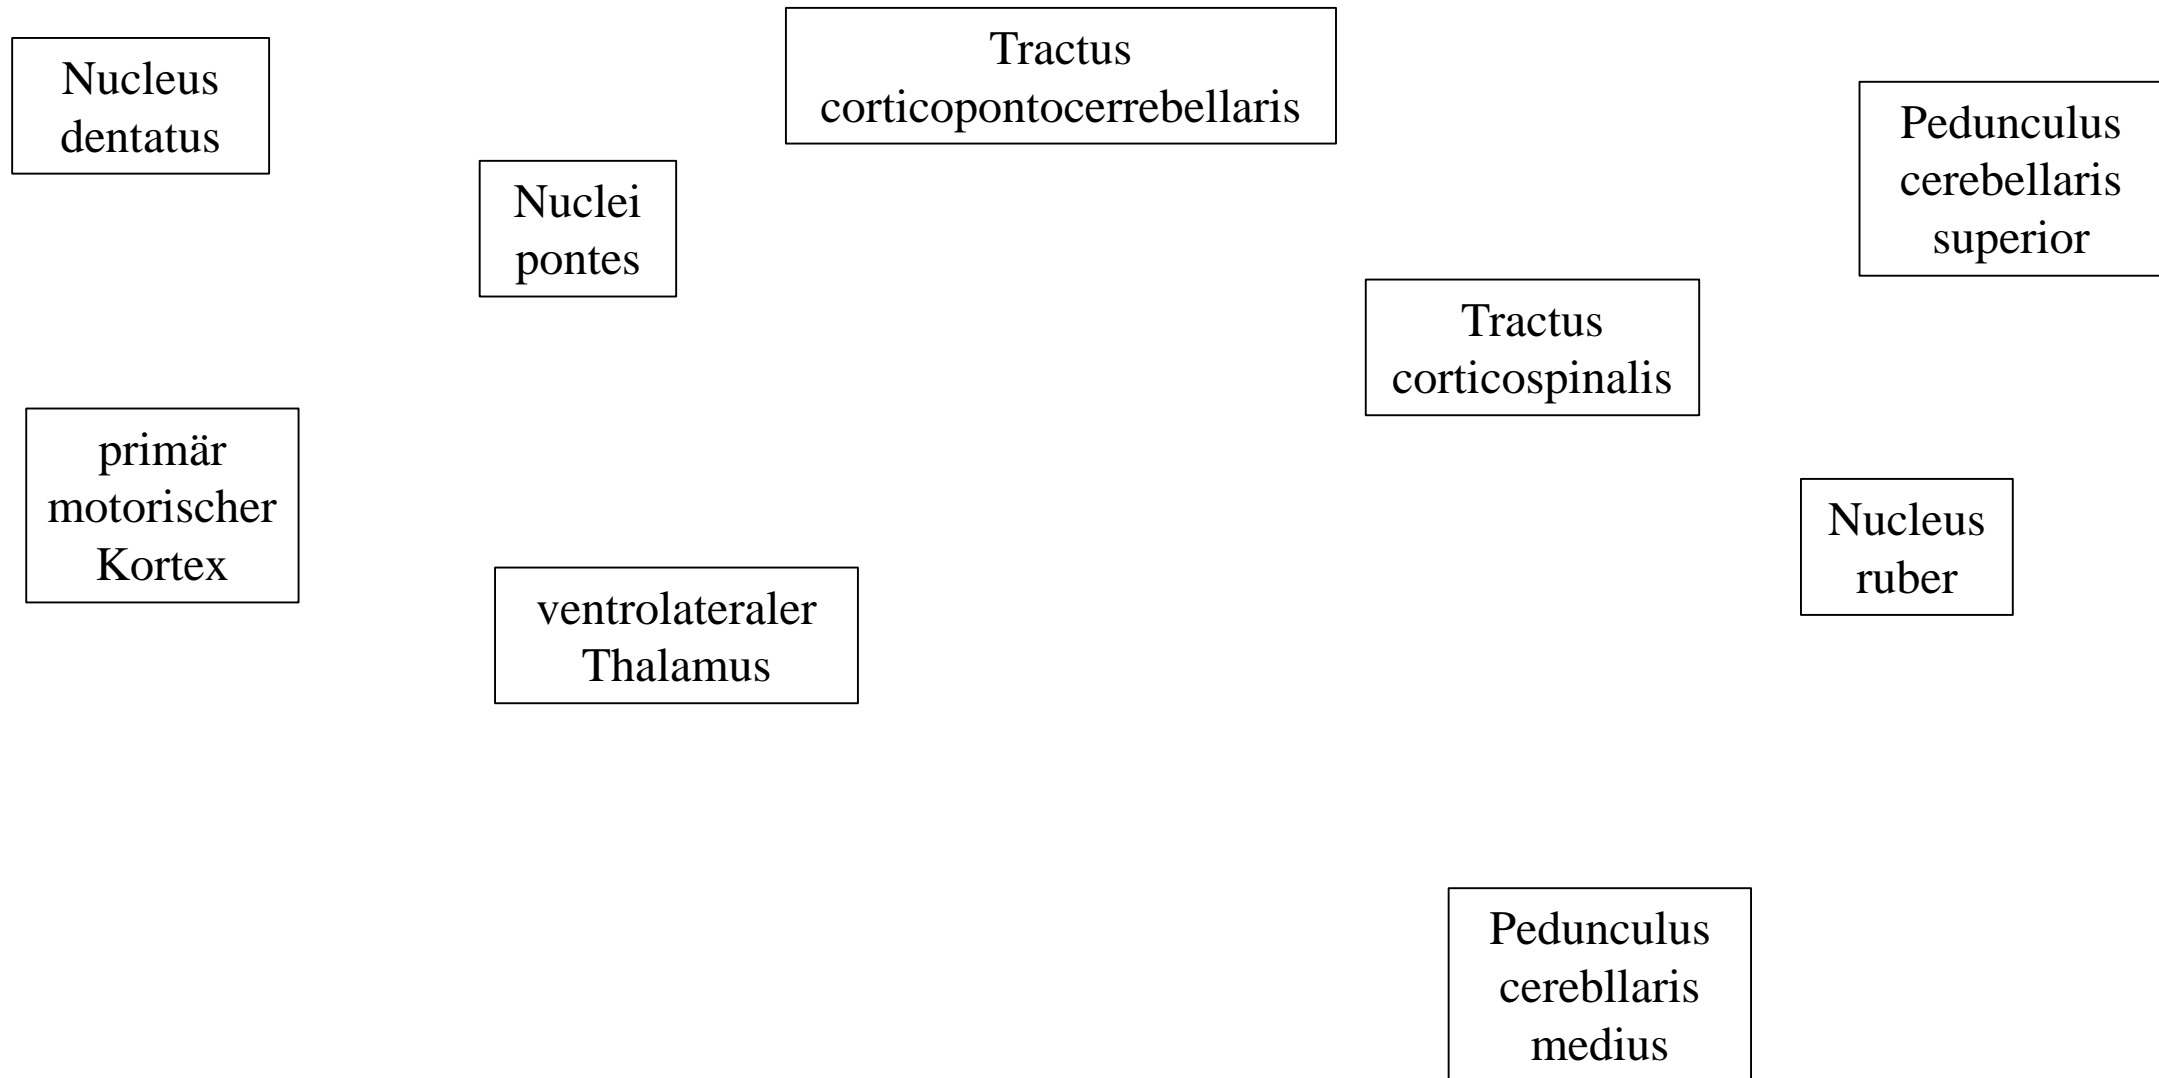 Nucleus
dentatus
Tractus
corticopontocerrebellaris
Pedunculus
cerebellaris
superior
Nuclei
pontes
Tractus
corticospinalis
primär
motorischer
Kortex
Nucleus
ruber
ventrolateraler
Thalamus
Pedunculus
cerebllaris
medius